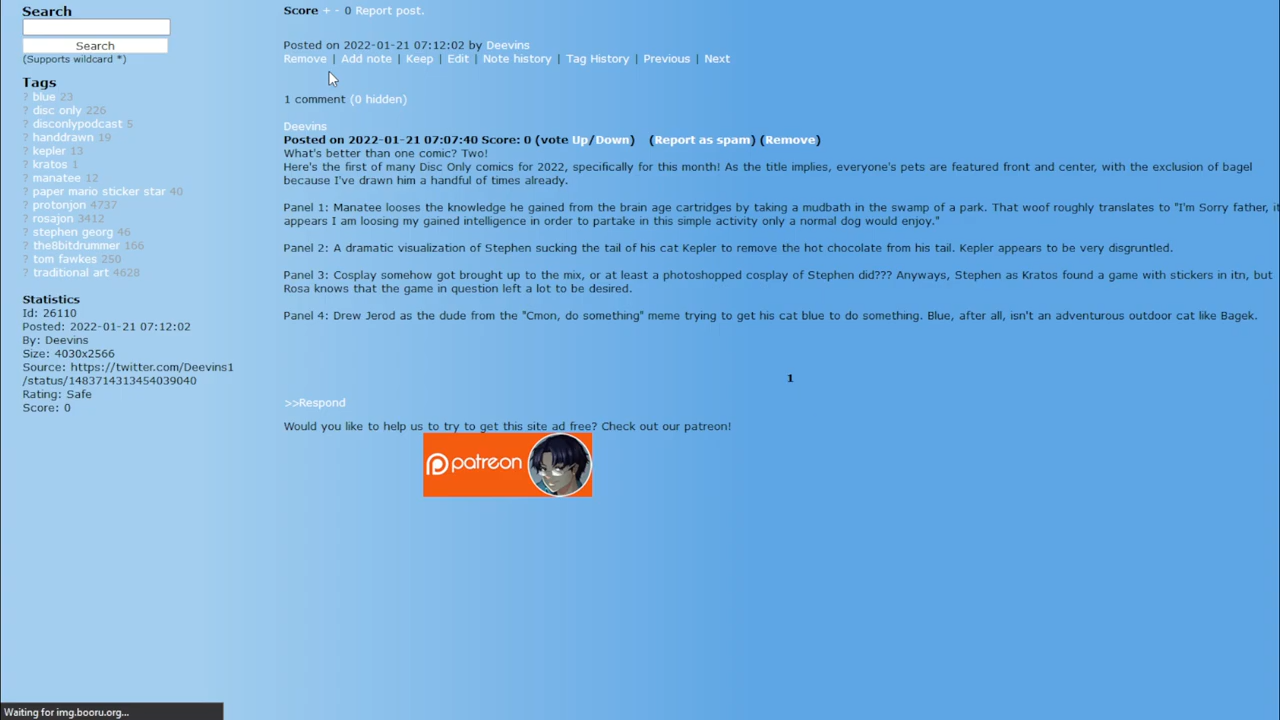 Search
Search
(Supports wildcard *)
Tags
? blue 23
? disc only 226
? disconlypodcast 5
? handdrawn 19
? kepler 13
? kratos 1
? manatee 12
? paper mario sticker star 40
? protonjon 4737
? rosajon 3412
? stephen georg 46
? the8bitdrummer 166
? tom fawkes 250
? traditional art 4628
Statistics
Id: 26110
Posted: 2022-01-21 07:12:02
By: Deevins
Size: 4030x2566
Source: https://twitter.com/Deevins1
/status/1483714313454039040
Rating: Safe
Score: 0
Score + - 0 Report post.
Posted on 2022-01-21 07:12:02 by Deevins
Remove | Add note | Keep | Edit | Note history | Tag History | Previous | Next
1 comment (0 hidden)
Deevins
Posted on 2022-01-21 07:07:40 Score: 0 (vote Up/Down) (Report as spam) (Remove)
What's better than one comic? Two!
Here's the first of many Disc Only comics for 2022, specifically for this month! As the title implies, everyone's pets are featured front and center, with the exclusion of bagel
because I've drawn him a handful of times already.
Panel 1: Manatee looses the knowledge he gained from the brain age cartridges by taking a mudbath in the swamp of a park. That woof roughly translates to "I'm Sorry father, it
appears I am loosing my gained intelligence in order to partake in this simple activity only a normal dog would enjoy."
Panel 2: A dramatic visualization of Stephen sucking the tail of his cat Kepler to remove the hot chocolate from his tail. Kepler appears to be very disgruntled.
Panel 3: Cosplay somehow got brought up to the mix, or at least a photoshopped cosplay of Stephen did??? Anyways, Stephen as Kratos found a game with stickers in itn, but
Rosa knows that the game in question left a lot to be desired.
Panel 4: Drew Jerod as the dude from the "Cmon, do something" meme trying to get his cat blue to do something. Blue, after all, isn't an adventurous outdoor cat like Bagek.
1
>>Respond
Would you like to help us to try to get this site ad free? Check out our patreon!
patreon
Waiting for img.booru.org...